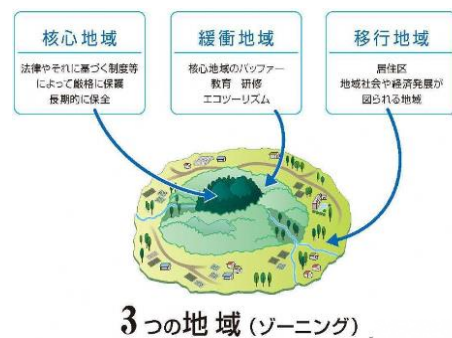 核心地域
法律やそれに基づく制度等
によって厳格に保護
長期的に保全
緩衝地域
核心地域のバッファー
教育　研修
エコツーリズム
移行地域
居住区
地域社会や経済発展が
図られる地域
3つの地域（ゾーニング）